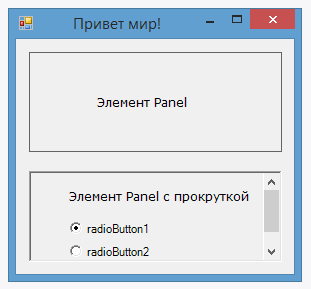 Привет мир!
Элемент Panel
Элемент Panel с прокруткой
radioButton1
radioButton2